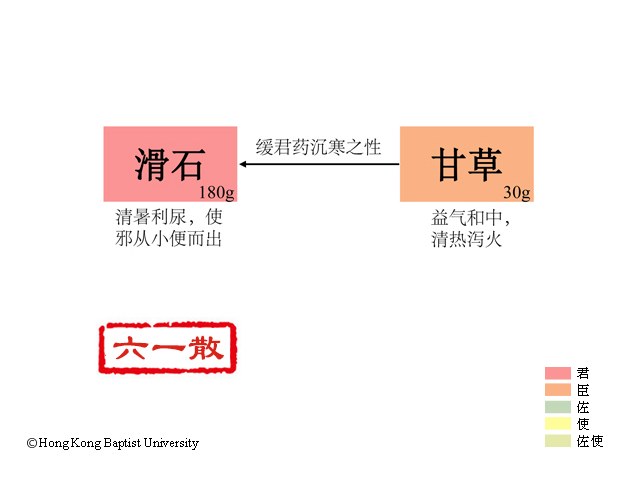 缓君药沉寒之性
滑石
180g
甘草
30g
清暑利尿，使
邪从小便而出
益气和中，
清热泻火
六一散
君
臣
佐
使
佐使
©Hong Kong Baptist University